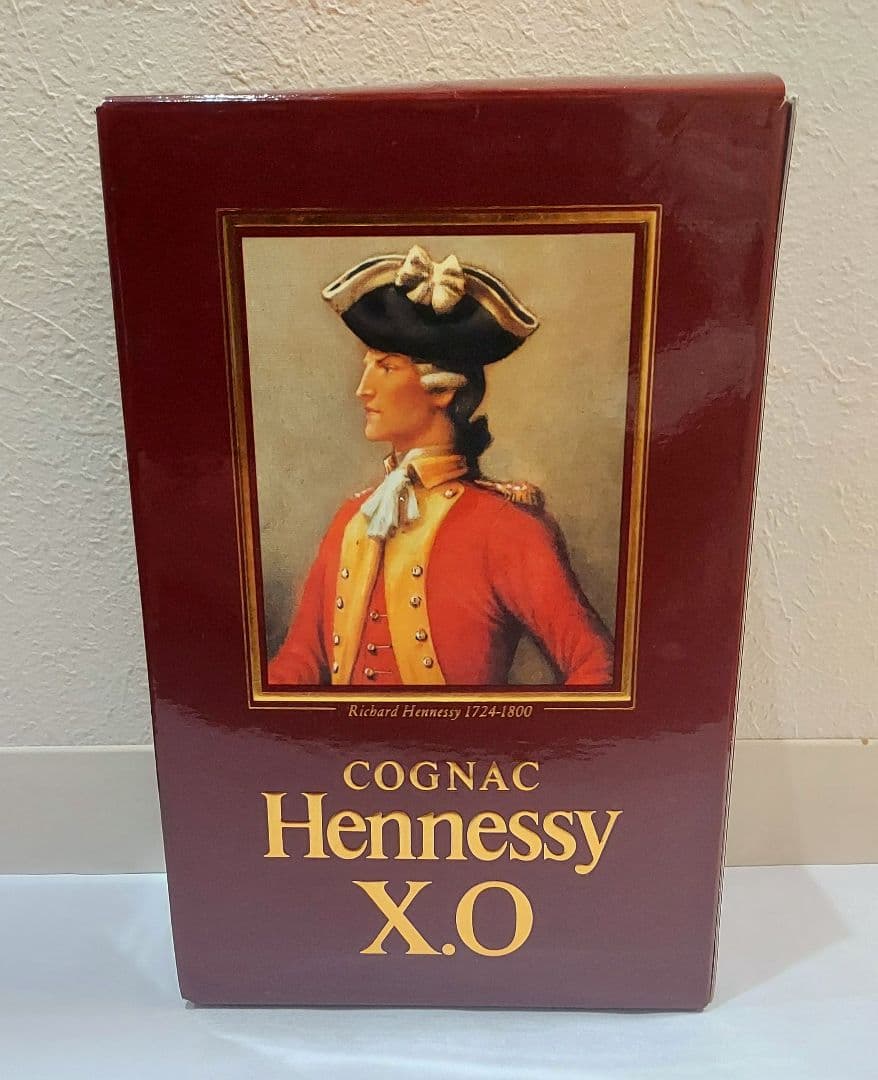 Richard Hennessy 1724-1800
COGNAC
Hennessy
X.O